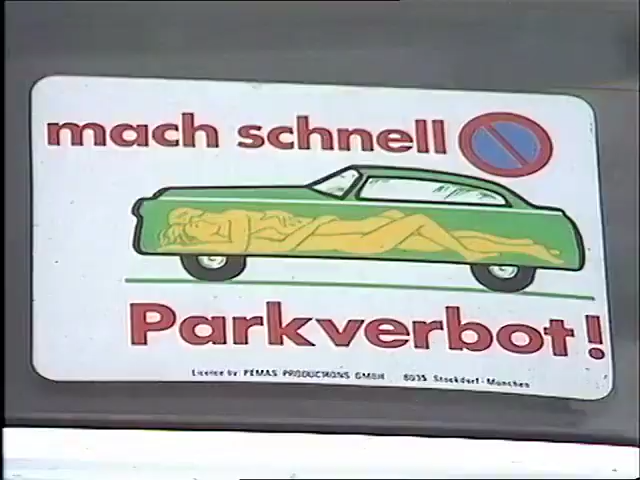 mach schnell
Parkverbot!
Licence by: PEMAS PRODUCTIONS GMBH 8035 Stockdorf - München